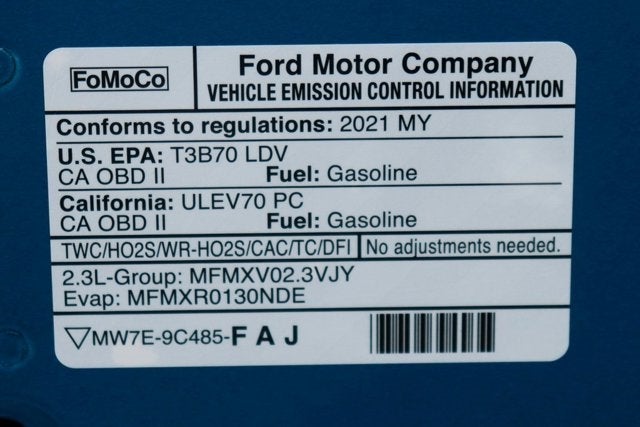 FoMoCo
Ford Motor Company
VEHICLE EMISSION CONTROL INFORMATION
Conforms to regulations: 2021 MY
U.S. EPA: T3B70 LDV
CA OBD II Fuel: Gasoline
California: ULEV70 PC
CA OBD II Fuel: Gasoline
TWC/HO2S/WR-HO2S/CAC/TC/DFI No adjustments needed.
2.3L-Group: MFMXV02.3VJY
Evap: MFMXR0130NDE
MW7E-9C485-F A J